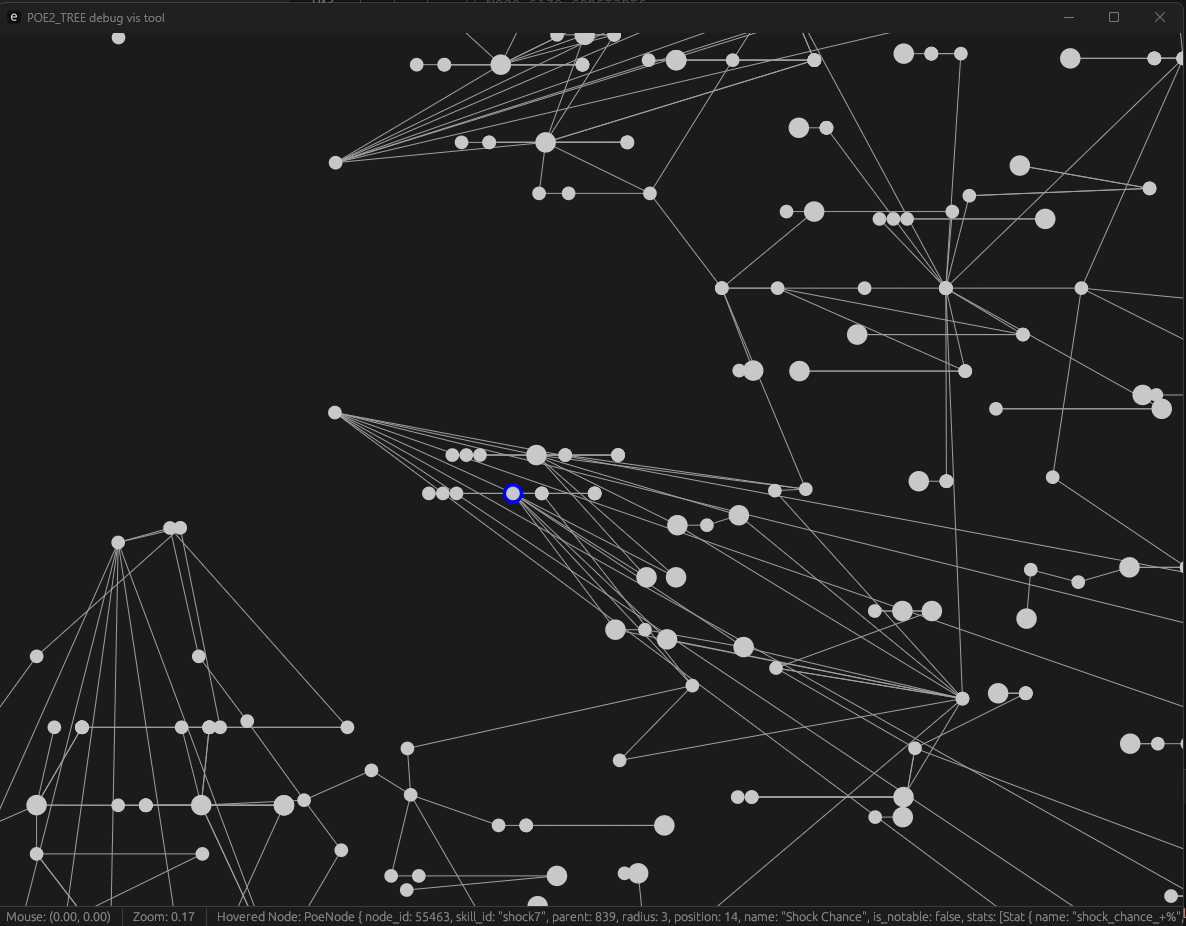 e POE2_TREE debug vis tool
Mouse: (0.00, 0.00) Zoom: 0.17 Hovered Node: PoeNode { node_id: 55463, skill_id: "shock7", parent: 839, radius: 3, position: 14, name: "Shock Chance", is_notable: false, stats: [Stat { name: "shock_chance_+%",